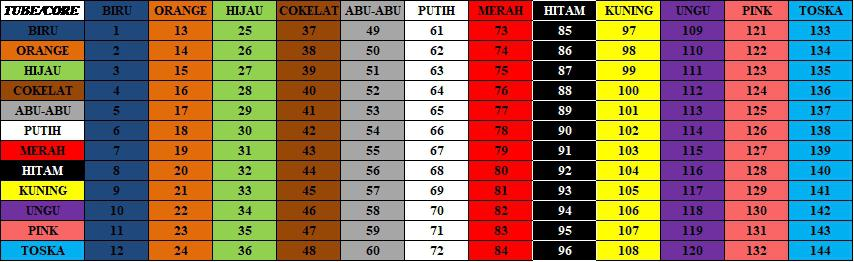 TUBE/CORE BIRU ORANGE HIJAU COKELAT ABU-ABU PUTIH MERAH HITAM KUNING UNGU PINK TOSKA
BIRU 1 13 25 37 49 61 73 85 97 109 121 133
ORANGE 2 14 26 38 50 62 74 86 98 110 122 134
HIJAU 3 15 27 39 51 63 75 87 99 111 123 135
COKELAT 4 16 28 40 52 64 76 88 100 112 124 136
ABU-ABU 5 17 29 41 53 65 77 89 101 113 125 137
PUTIH 6 18 30 42 54 66 78 90 102 114 126 138
MERAH 7 19 31 43 55 67 79 91 103 115 127 139
HITAM 8 20 32 44 56 68 80 92 104 116 128 140
KUNING 9 21 33 45 57 69 81 93 105 117 129 141
UNGU 10 22 34 46 58 70 82 94 106 118 130 142
PINK 11 23 35 47 59 71 83 95 107 119 131 143
TOSKA 12 24 36 48 60 72 84 96 108 120 132 144